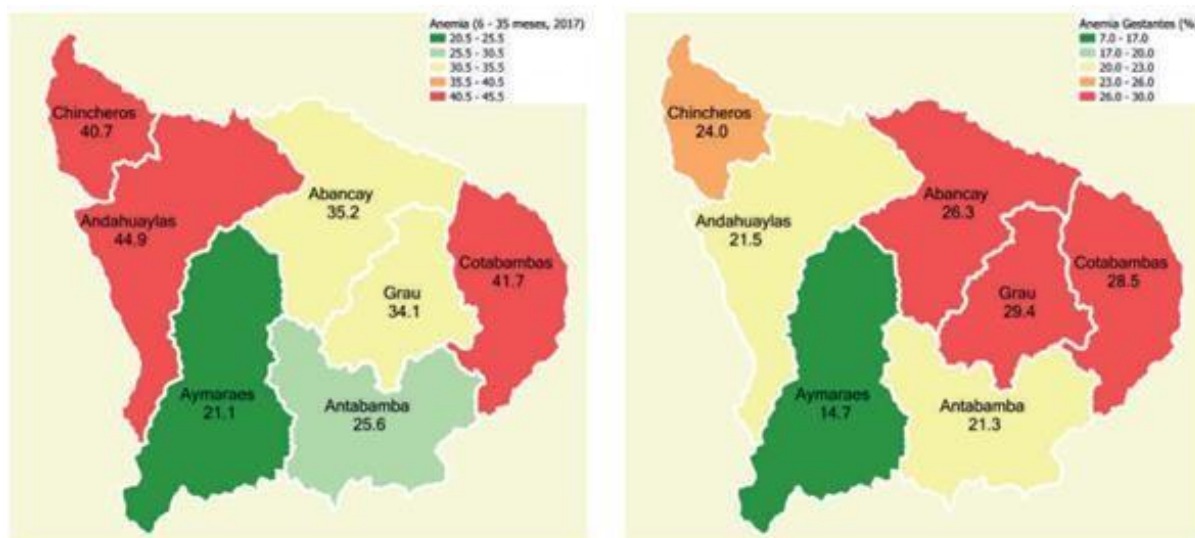 Anemia (6 - 35 meses, 2017)
20.5 - 25.5
25.5 - 30.5
30.5 - 35.5
35.5 - 40.5
40.5 - 45.5
Chincheros
40.7
Andahuaylas
44.9
Abancay
35.2
Cotabambas
41.7
Grau
34.1
Aymaraes
21.1
Antabamba
25.6
Anemia Gestantes (%
7.0 - 17.0
17.0 - 20.0
20.0 - 23.0
23.0 - 26.0
26.0 - 30.0
Chincheros
24.0
Andahuaylas
21.5
Abancay
26.3
Cotabambas
28.5
Grau
29.4
Aymaraes
14.7
Antabamba
21.3